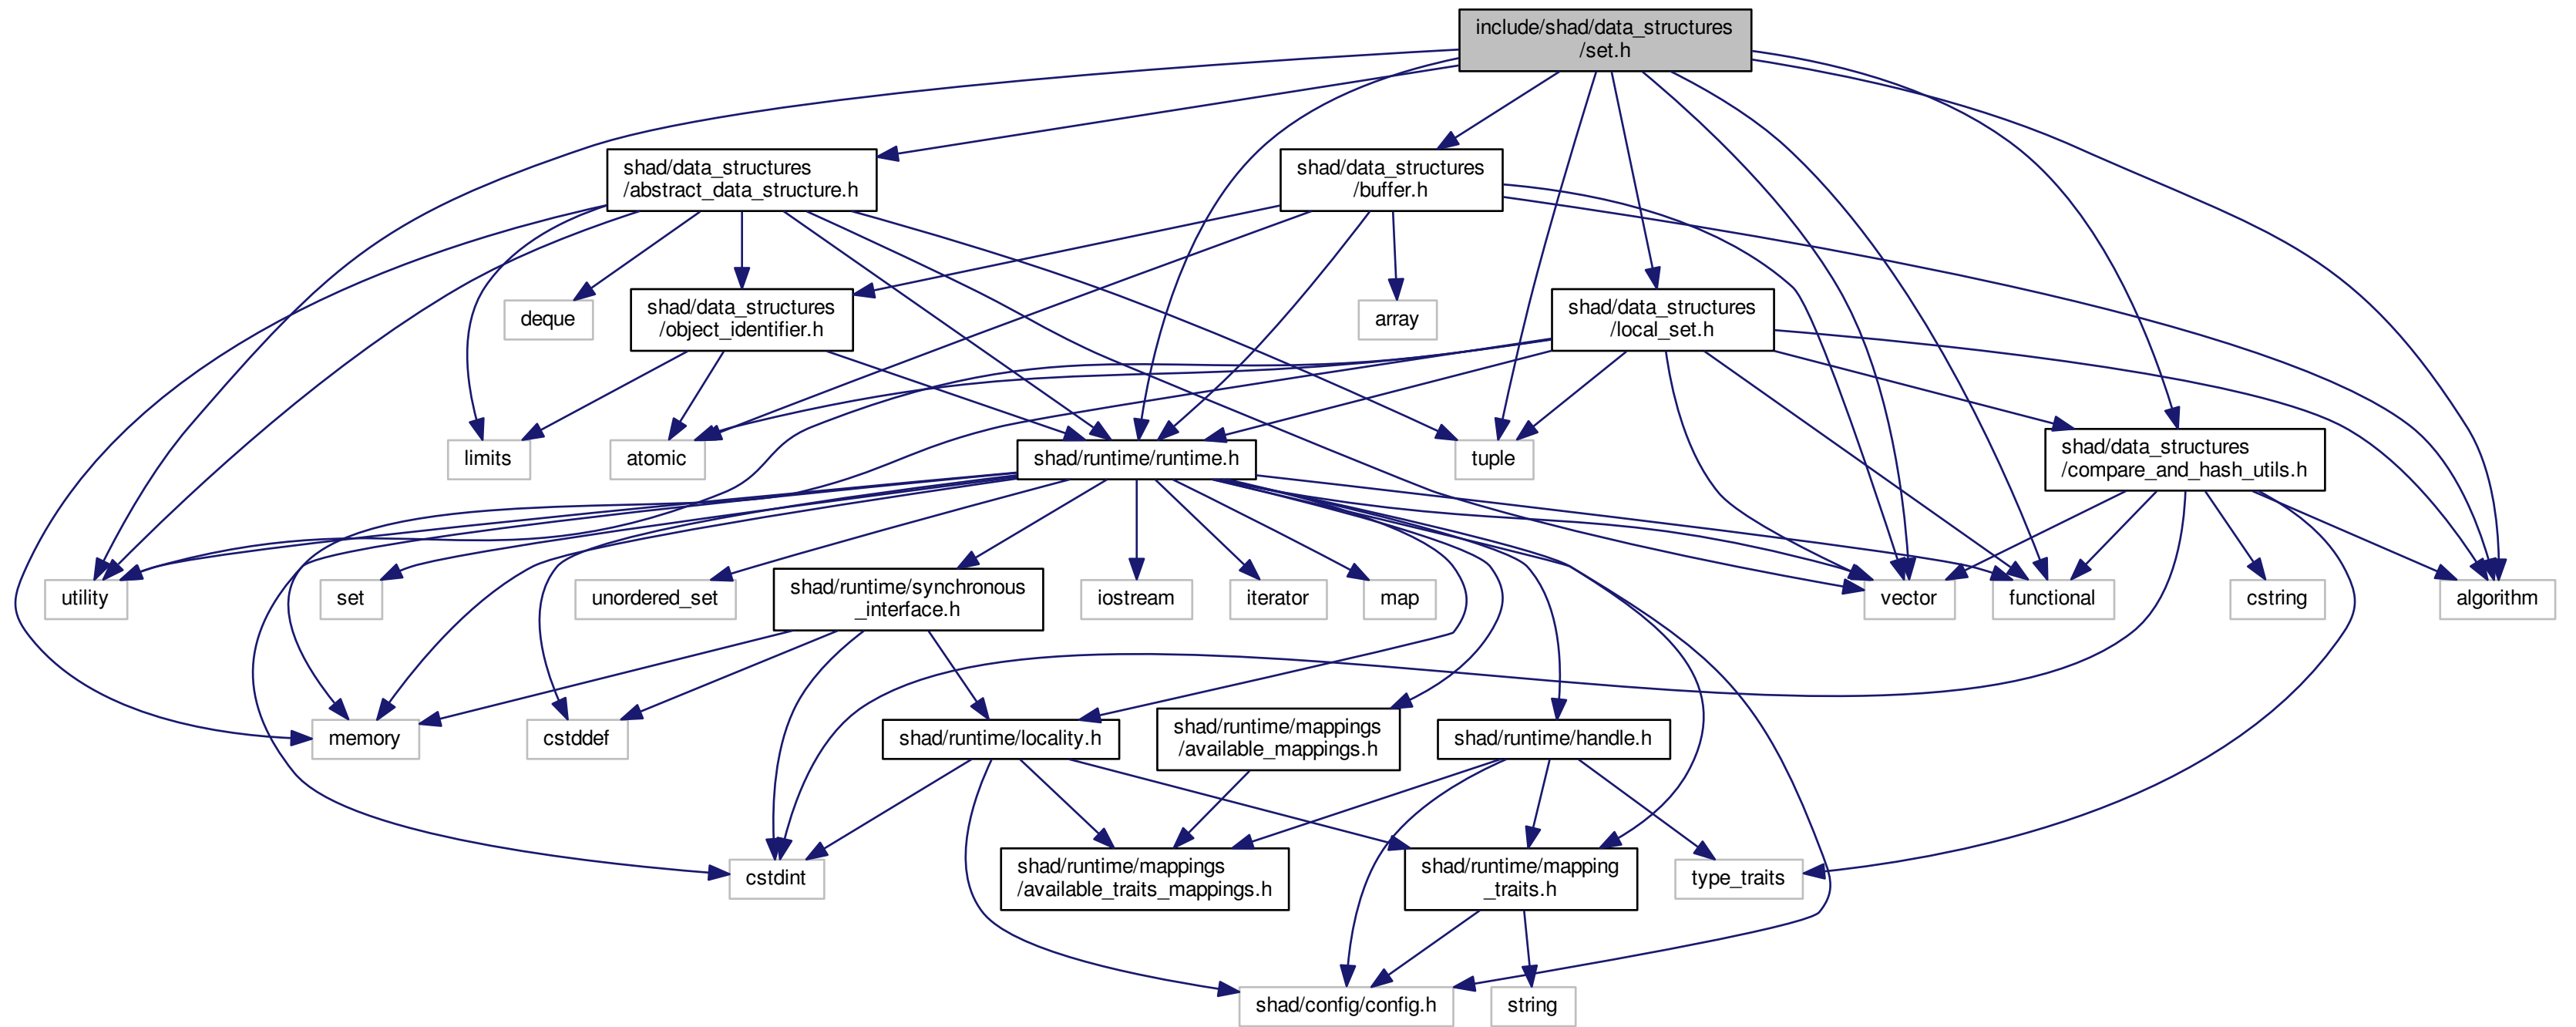 include/shad/data_structures
/set.h
shad/data_structures
/abstract_data_structure.h
shad/data_structures
/buffer.h
deque
shad/data_structures
/object_identifier.h
array
shad/data_structures
/local_set.h
limits
atomic
shad/runtime/runtime.h
tuple
shad/data_structures
/compare_and_hash_utils.h
utility
set
unordered_set
shad/runtime/synchronous
_interface.h
iostream
iterator
map
vector
functional
cstring
algorithm
memory
cstddef
shad/runtime/locality.h
shad/runtime/mappings
/available_mappings.h
shad/runtime/handle.h
cstdint
shad/runtime/mappings
/available_traits_mappings.h
shad/runtime/mapping
_traits.h
type_traits
shad/config/config.h
string